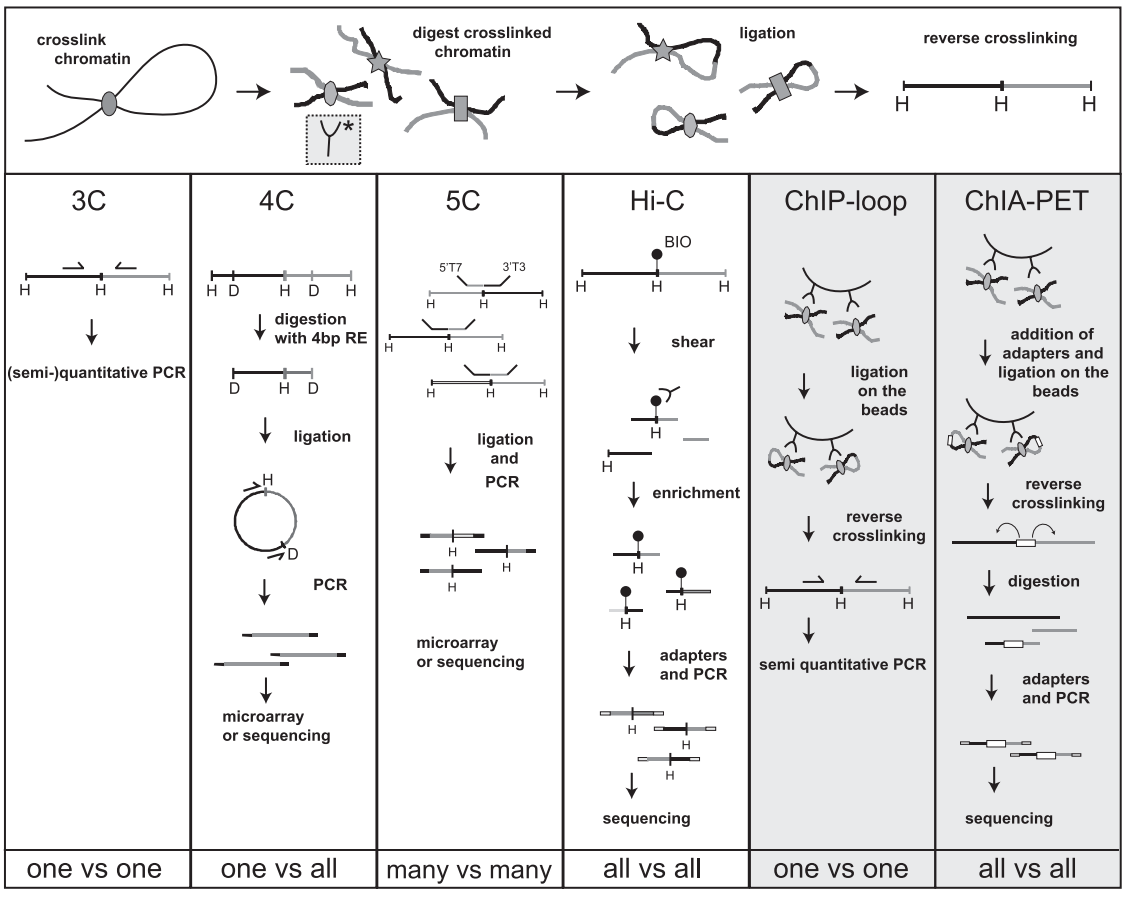 crosslink
chromatin
digest crosslinked
chromatin
ligation
reverse crosslinking
H H H
*
3C
H H H
(semi-)quantitative PCR
one vs one
4C
H D H D H
digestion
with 4bp RE
D H D
ligation
H
D
PCR
microarray
or sequencing
one vs all
5C
5'T7 3'T3
H H H
H H H
H H H
ligation
and
PCR
H
H
H
microarray
or sequencing
many vs many
Hi-C
BIO
H H H
shear
H
H
enrichment
H
H
H
adapters
and PCR
H
H
H
sequencing
all vs all
ChIP-loop
ligation
on the
beads
reverse
crosslinking
H H H
semi quantitative PCR
one vs one
ChIA-PET
addition of
adapters and
ligation on the
beads
reverse
crosslinking
digestion
adapters
and PCR
sequencing
all vs all